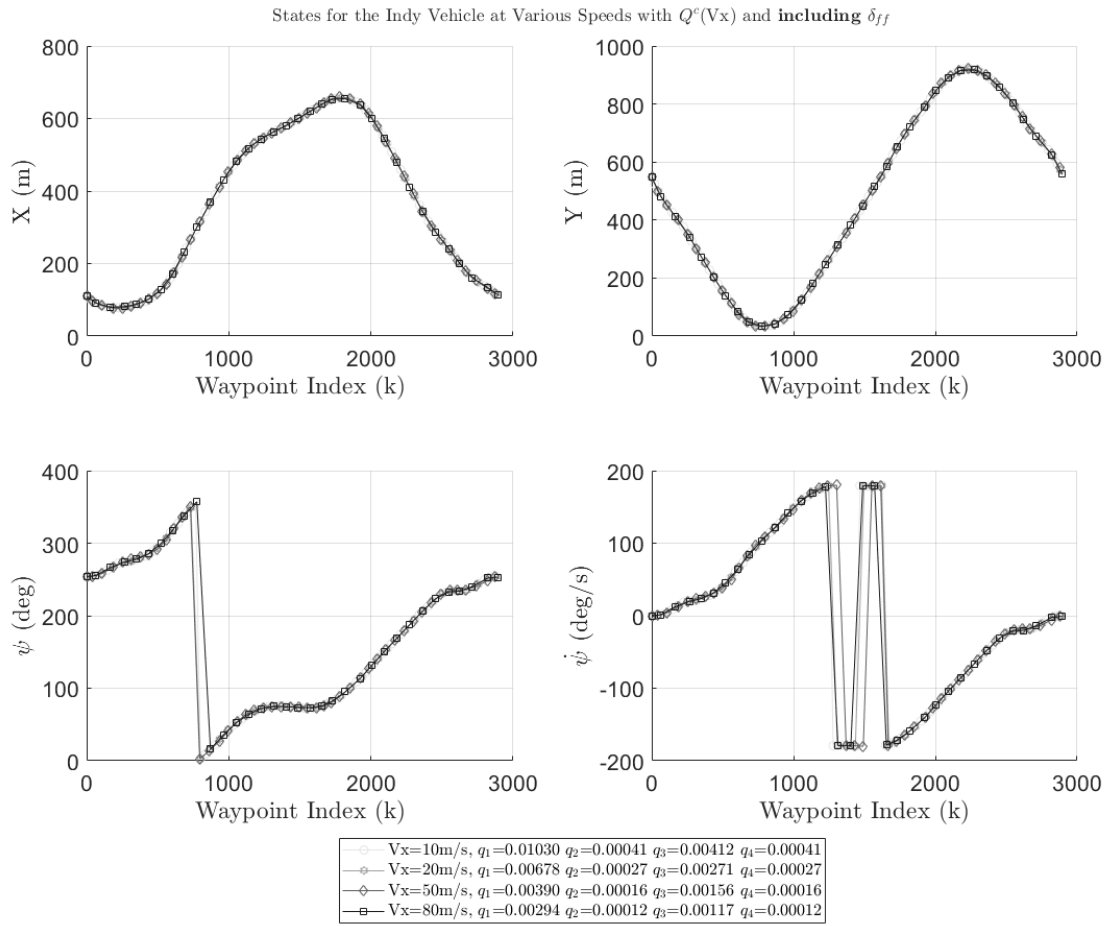 States for the Indy Vehicle at Various Speeds with Qᶜ(Vx) and including δ_ff
800
600
400
200
0
X (m)
0 1000 2000 3000
Waypoint Index (k)
1000
800
600
400
200
0
Y (m)
0 1000 2000 3000
Waypoint Index (k)
400
300
200
100
0
ψ (deg)
0 1000 2000 3000
Waypoint Index (k)
200
100
0
-100
-200
ψ̇ (deg/s)
0 1000 2000 3000
Waypoint Index (k)
Vx=10m/s, q₁=0.01030 q₂=0.00041 q₃=0.00412 q₄=0.00041
Vx=20m/s, q₁=0.00678 q₂=0.00027 q₃=0.00271 q₄=0.00027
Vx=50m/s, q₁=0.00390 q₂=0.00016 q₃=0.00156 q₄=0.00016
Vx=80m/s, q₁=0.00294 q₂=0.00012 q₃=0.00117 q₄=0.00012